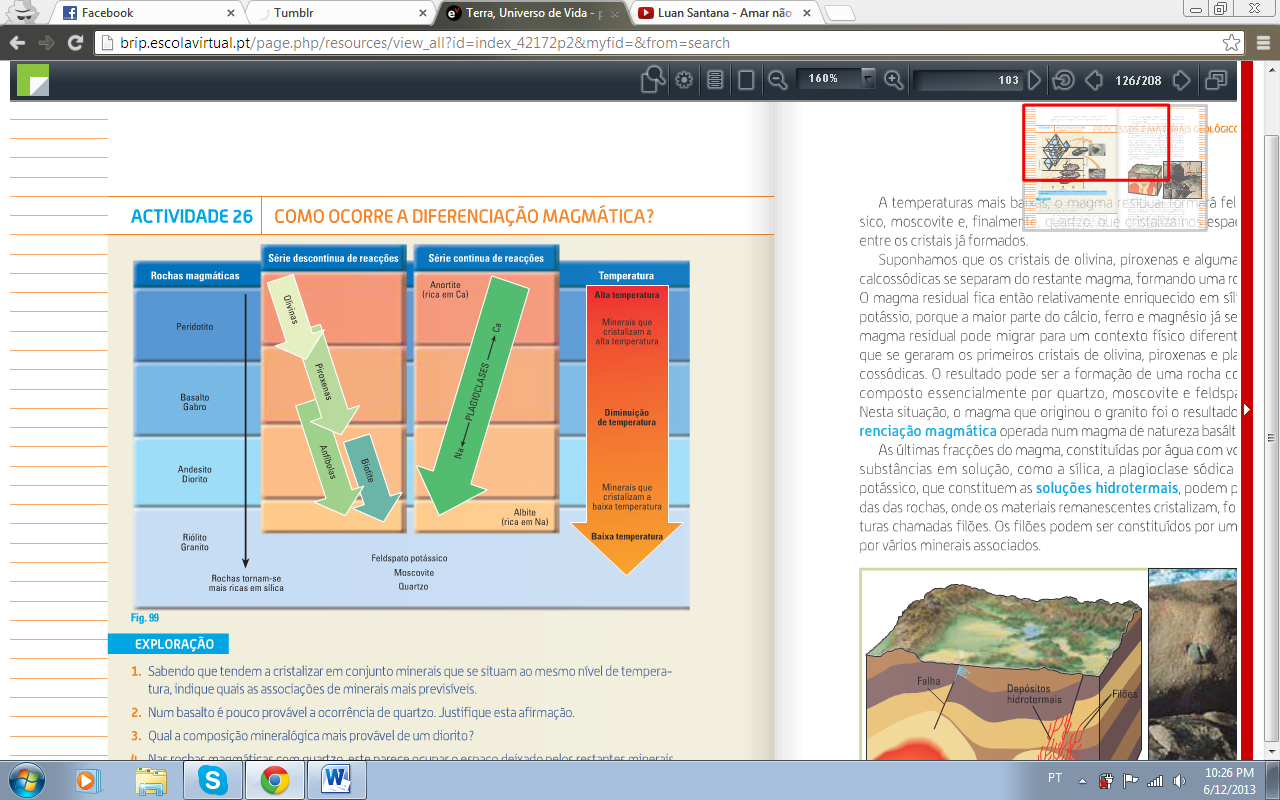 Facebook
Tumblr
Terra, Universo de Vida - p
Luan Santana - Amar não
brip.escolavirtual.pt/page.php/resources/view_all?id=index_42172p2&myfid=&from=search
160%
103
126/208
ACTIVIDADE 26
COMO OCORRE A DIFERENCIAÇÃO MAGMÁTICA?
Rochas magmáticas
Série descontínua de reacções
Série contínua de reacções
Temperatura
Peridotito
Basalto
Gabro
Andesito
Diorito
Riólito
Granito
Rochas tornam-se
mais ricas em sílica
Olivinas
Piroxenas
Anfíbolas
Biotite
Anortite
(rica em Ca)
Na PLAGIOCLASES Ca
Albite
(rica em Na)
Feldspato potássico
Moscovite
Quartzo
Alta temperatura
Minerais que
cristalizam a
alta temperatura
Diminuição
de temperatura
Minerais que
cristalizam a
baixa temperatura
Baixa temperatura
Fig. 99
EXPLORAÇÃO
1. Sabendo que tendem a cristalizar em conjunto minerais que se situam ao mesmo nível de tempera-
tura, indique quais as associações de minerais mais previsíveis.
2. Num basalto é pouco provável a ocorrência de quartzo. Justifique esta afirmação.
3. Qual a composição mineralógica mais provável de um diorito?
4. Nas rochas magmáticas com quartzo, este parece ocupar o espaço deixado pelos restantes minerais
A temperaturas mais baixas, o magma residual formará fel
sico, moscovite e, finalmente, quartzo, que cristaliza nos espaç
entre os cristais já formados.
Suponhamos que os cristais de olivina, piroxenas e alguma
calcossódicas se separam do restante magma, formando uma ro
O magma residual fica então relativamente enriquecido em síl
potássio, porque a maior parte do cálcio, ferro e magnésio já se
magma residual pode migrar para um contexto físico diferent
que se geraram os primeiros cristais de olivina, piroxenas e pla
cossódicas. O resultado pode ser a formação de uma rocha co
composto essencialmente por quartzo, moscovite e feldspa
Nesta situação, o magma que originou o granito foi o resultado
renciação magmática operada num magma de natureza basált
As últimas fracções do magma, constituídas por água com vo
substâncias em solução, como a sílica, a plagioclase sódica
potássico, que constituem as soluções hidrotermais, podem p
das das rochas, onde os materiais remanescentes cristalizam, fo
turas chamadas filões. Os filões podem ser constituídos por um
por vários minerais associados.
Falha
Depósitos
hidrotermais
Filões
PT
10:26 PM
6/12/2013